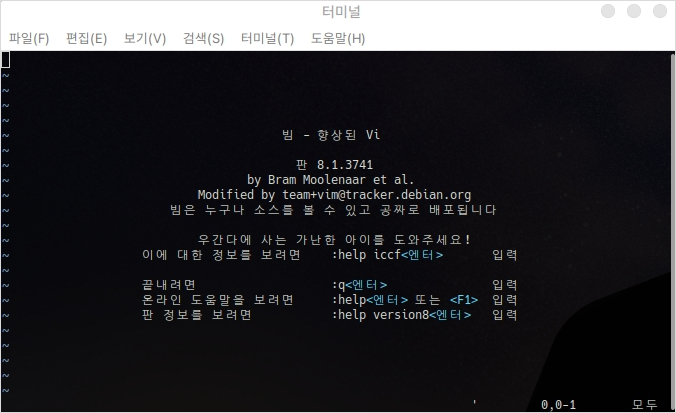 터미널
파일(F) 편집(E) 보기(V) 검색(S) 터미널(T) 도움말(H)
~
~
~
~
빔 - 향상된 Vi
~
~
판 8.1.3741
~
by Bram Moolenaar et al.
~
Modified by team+vim@tracker.debian.org
~
빔은 누구나 소스를 볼 수 있고 공짜로 배포됩니다
~
~
우간다에 사는 가난한 아이를 도와주세요!
~
이에 대한 정보를 보려면 :help iccf<엔터> 입력
~
~
끝내려면 :q<엔터> 입력
~
온라인 도움말을 보려면 :help<엔터> 또는 <F1> 입력
~
판 정보를 보려면 :help version8<엔터> 입력
~
~
~
~
~
' 0,0-1 모두